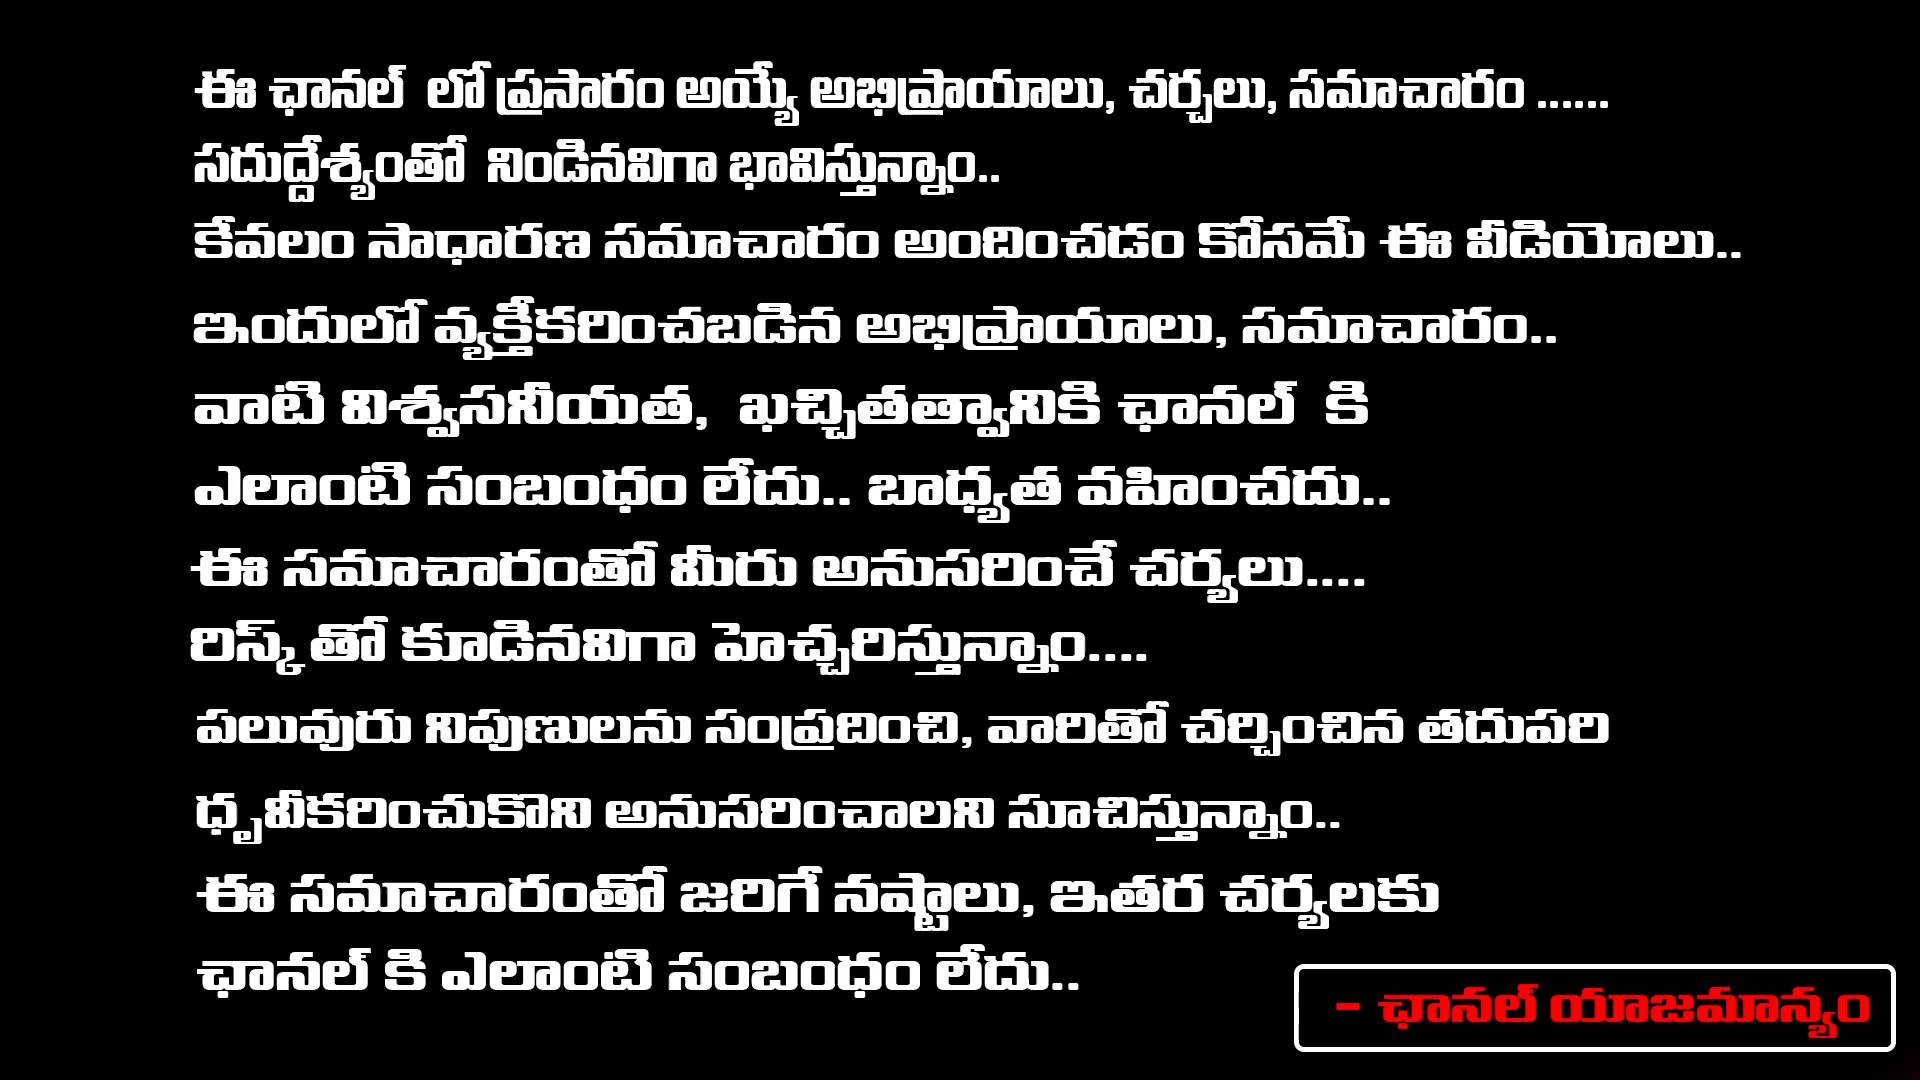 ఈ ఛానల్ లో ప్రసారం అయ్యే అభిప్రాయాలు, చర్చలు, సమాచారం ......
సదుద్దేశ్యంతో నిండినవిగా భావిస్తున్నాం..
కేవలం సాధారణ సమాచారం అందించడం కోసమే ఈ వీడియోలు..
ఇందులో వ్యక్తీకరించబడిన అభిప్రాయాలు, సమాచారం..
వాటి విశ్వసనీయత, ఖచ్చితత్వానికి ఛానల్ కి
ఎలాంటి సంబంధం లేదు.. బాధ్యత వహించదు..
ఈ సమాచారంతో మీరు అనుసరించే చర్యలు....
రిస్క్ తో కూడినవిగా హెచ్చరిస్తున్నాం....
పలువురు నిపుణులను సంప్రదించి, వారితో చర్చించిన తదుపరి
ధృవీకరించుకొని అనుసరించాలని సూచిస్తున్నాం..
ఈ సమాచారంతో జరిగే నష్టాలు, ఇతర చర్యలకు
ఛానల్ కి ఎలాంటి సంబంధం లేదు..
- ఛానల్ యాజమాన్యం